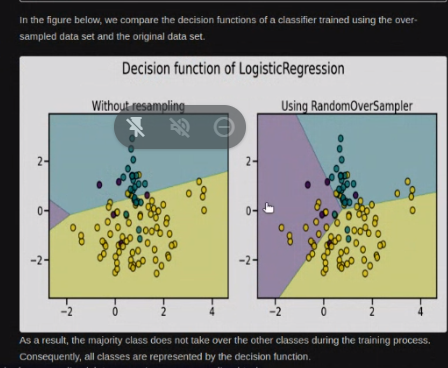 In the figure below, we compare the decision functions of a classifier trained using the over-
sampled data set and the original data set.
Decision function of LogisticRegression
Without resampling
Using RandomOverSampler
2
0
−2
−2
0
2
4
2
0
−2
−2
0
2
4
As a result, the majority class does not take over the other classes during the training process.
Consequently, all classes are represented by the decision function.